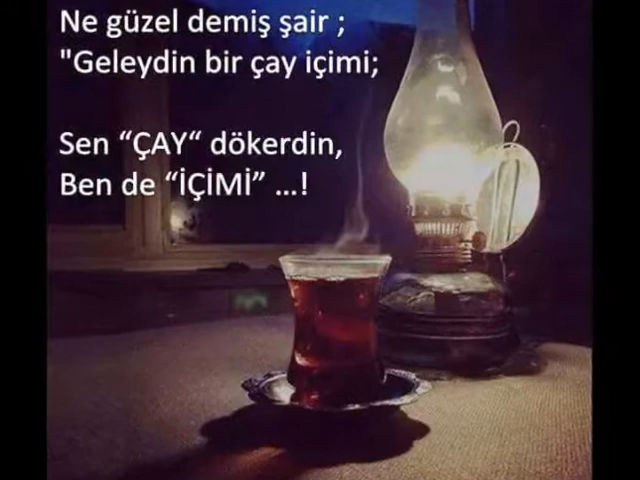 Ne güzel demiş şair ;
"Geleydin bir çay içimi;
Sen “ÇAY“ dökerdin,
Ben de “İÇİMİ” ...!